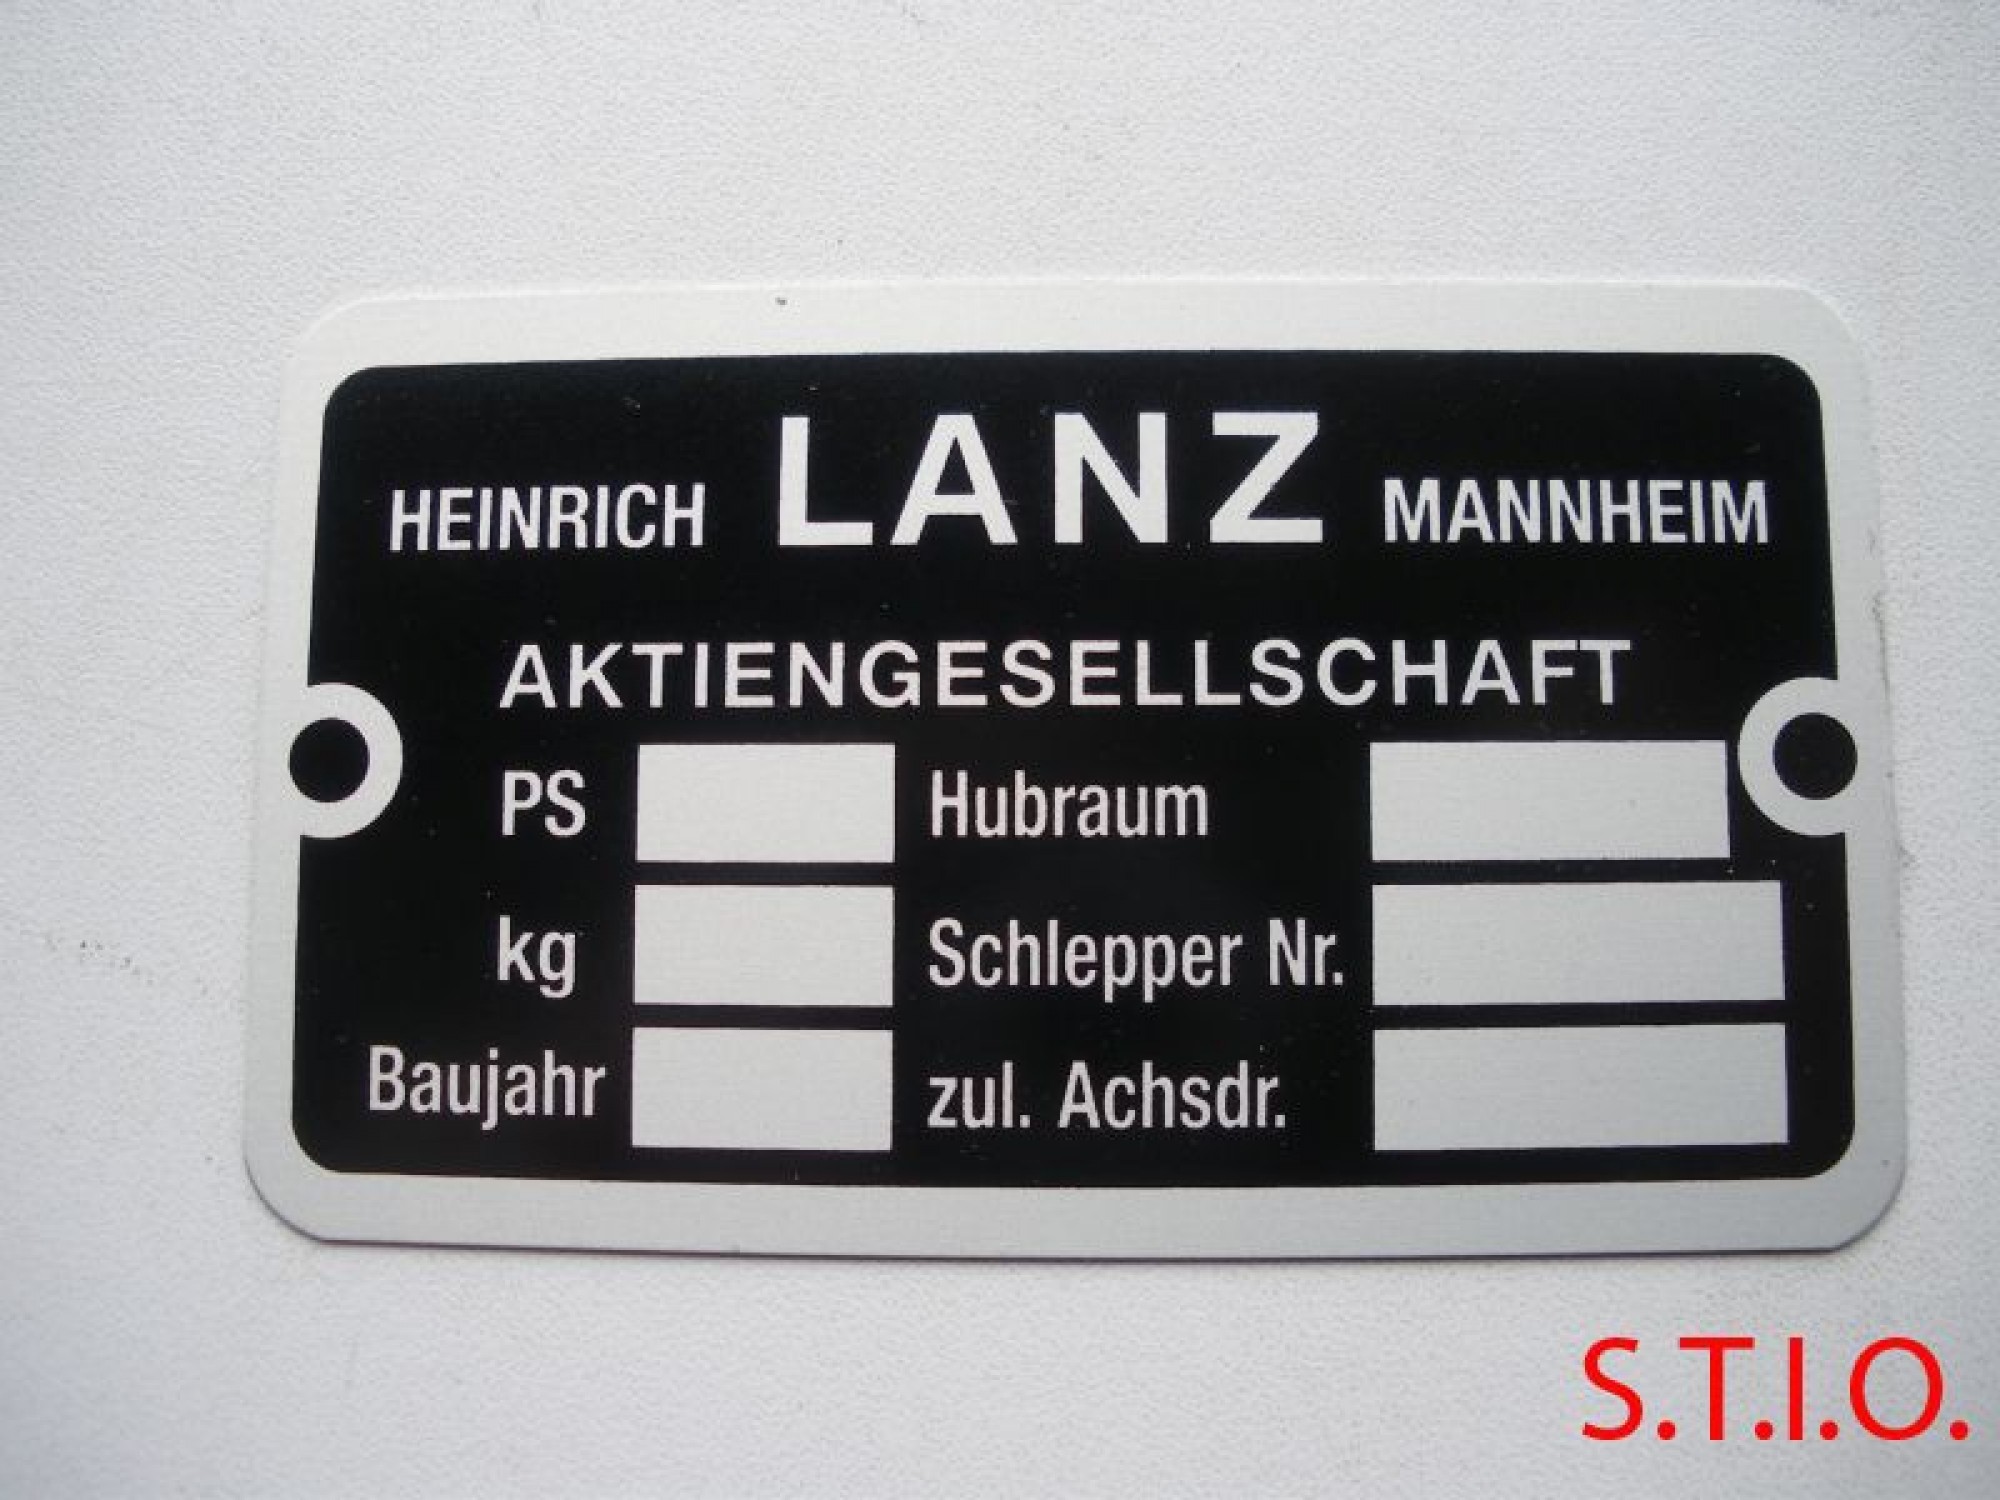 HEINRICH LANZ MANNHEIM
AKTIENGESELLSCHAFT
PS Hubraum
kg Schlepper Nr.
Baujahr zul. Achsdr.
S.T.I.O.